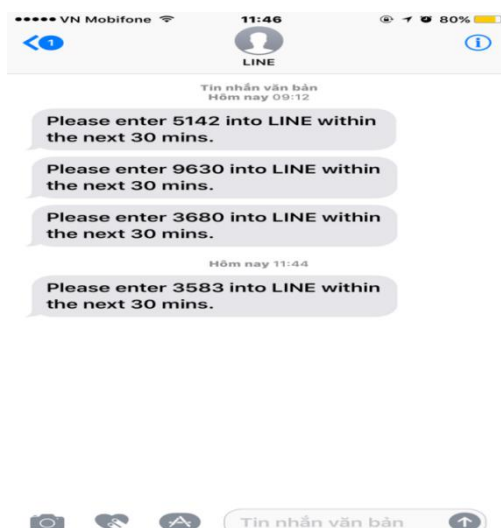 VN Mobifone 11:46 80%
1
LINE
Tin nhắn văn bản
Hôm nay 09:12
Please enter 5142 into LINE within
the next 30 mins.
Please enter 9630 into LINE within
the next 30 mins.
Please enter 3680 into LINE within
the next 30 mins.
Hôm nay 11:44
Please enter 3583 into LINE within
the next 30 mins.
Tin nhắn văn bản